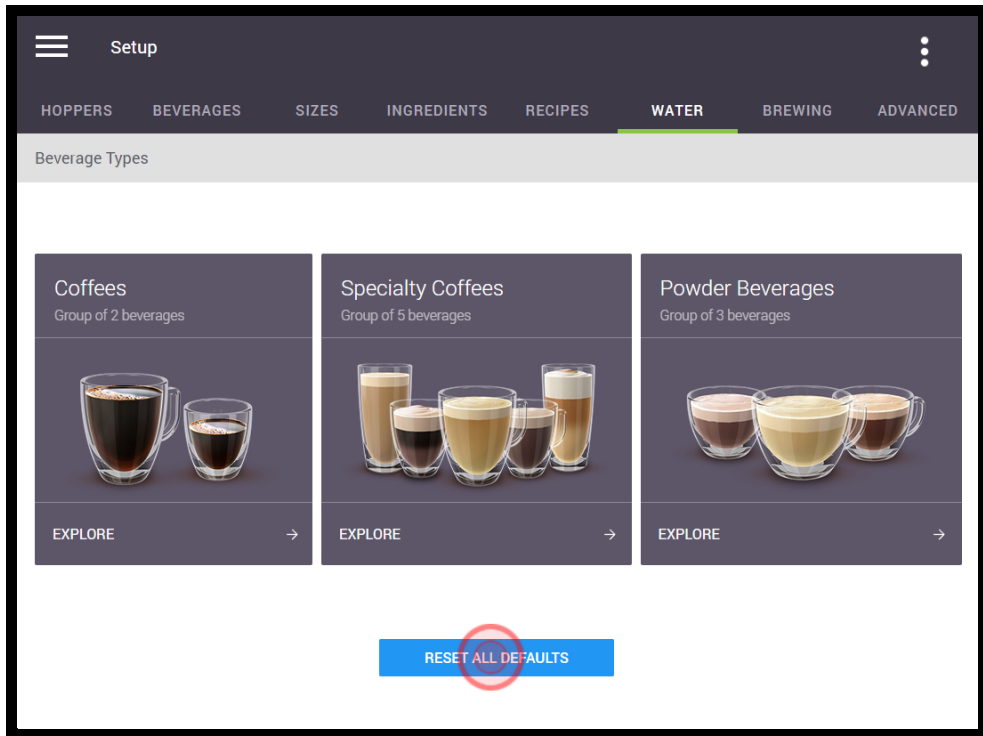 Setup
HOPPERS BEVERAGES SIZES INGREDIENTS RECIPES WATER BREWING ADVANCED
Beverage Types
Coffees
Group of 2 beverages
EXPLORE
Specialty Coffees
Group of 5 beverages
EXPLORE
Powder Beverages
Group of 3 beverages
EXPLORE
RESET ALL DEFAULTS